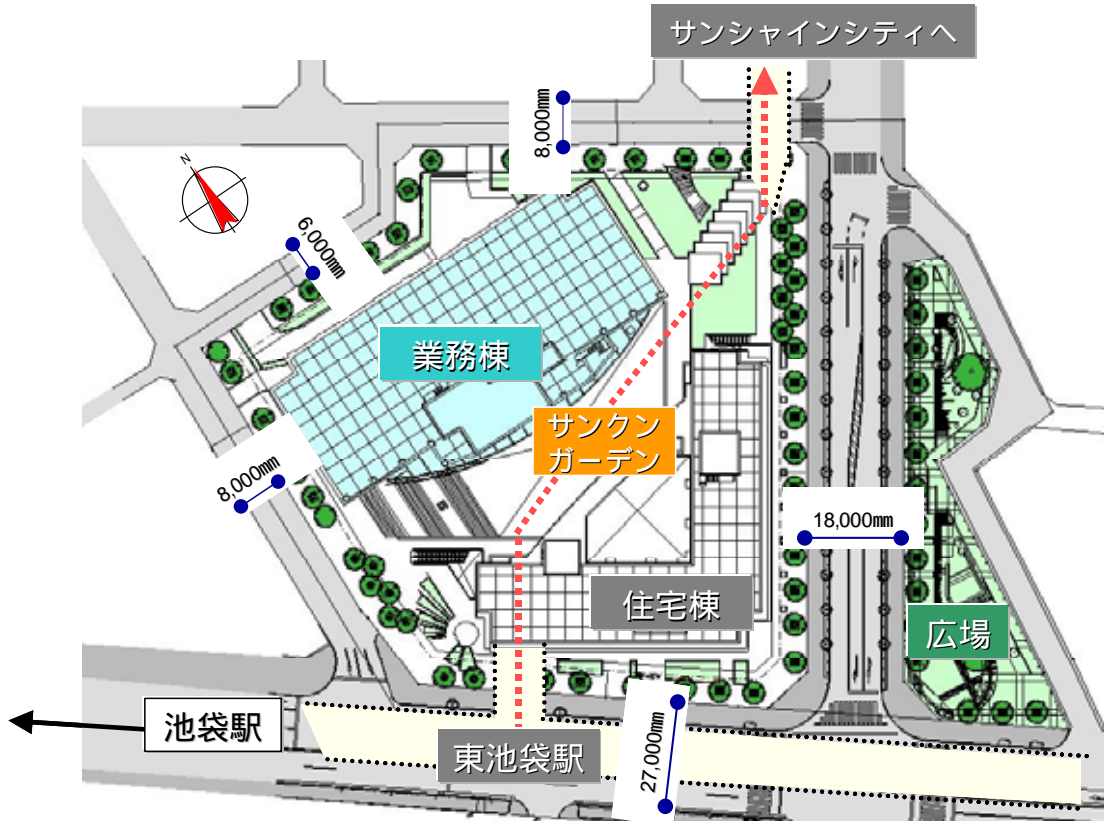 サンシャインシティへ
8,000mm
N
6,000mm
業務棟
サンクン
ガーデン
8,000mm
18,000mm
住宅棟
広場
池袋駅
東池袋駅
27,000mm